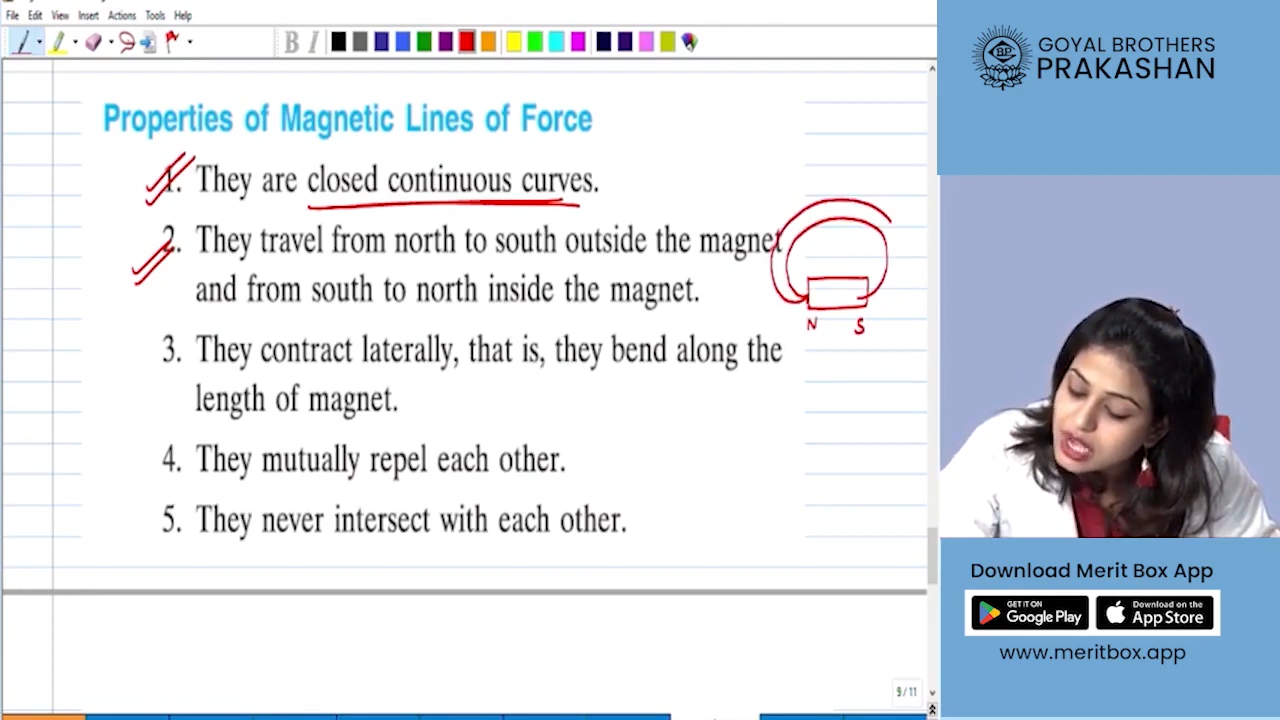 File Edit View Insert Actions Tools Help
B I
GOYAL BROTHERS
PRAKASHAN
Properties of Magnetic Lines of Force
1. They are closed continuous curves.
2. They travel from north to south outside the magnet
and from south to north inside the magnet.
N S
3. They contract laterally, that is, they bend along the
length of magnet.
4. They mutually repel each other.
5. They never intersect with each other.
Download Merit Box App
GET IT ON
Google Play
Download on the
App Store
www.meritbox.app
9/11